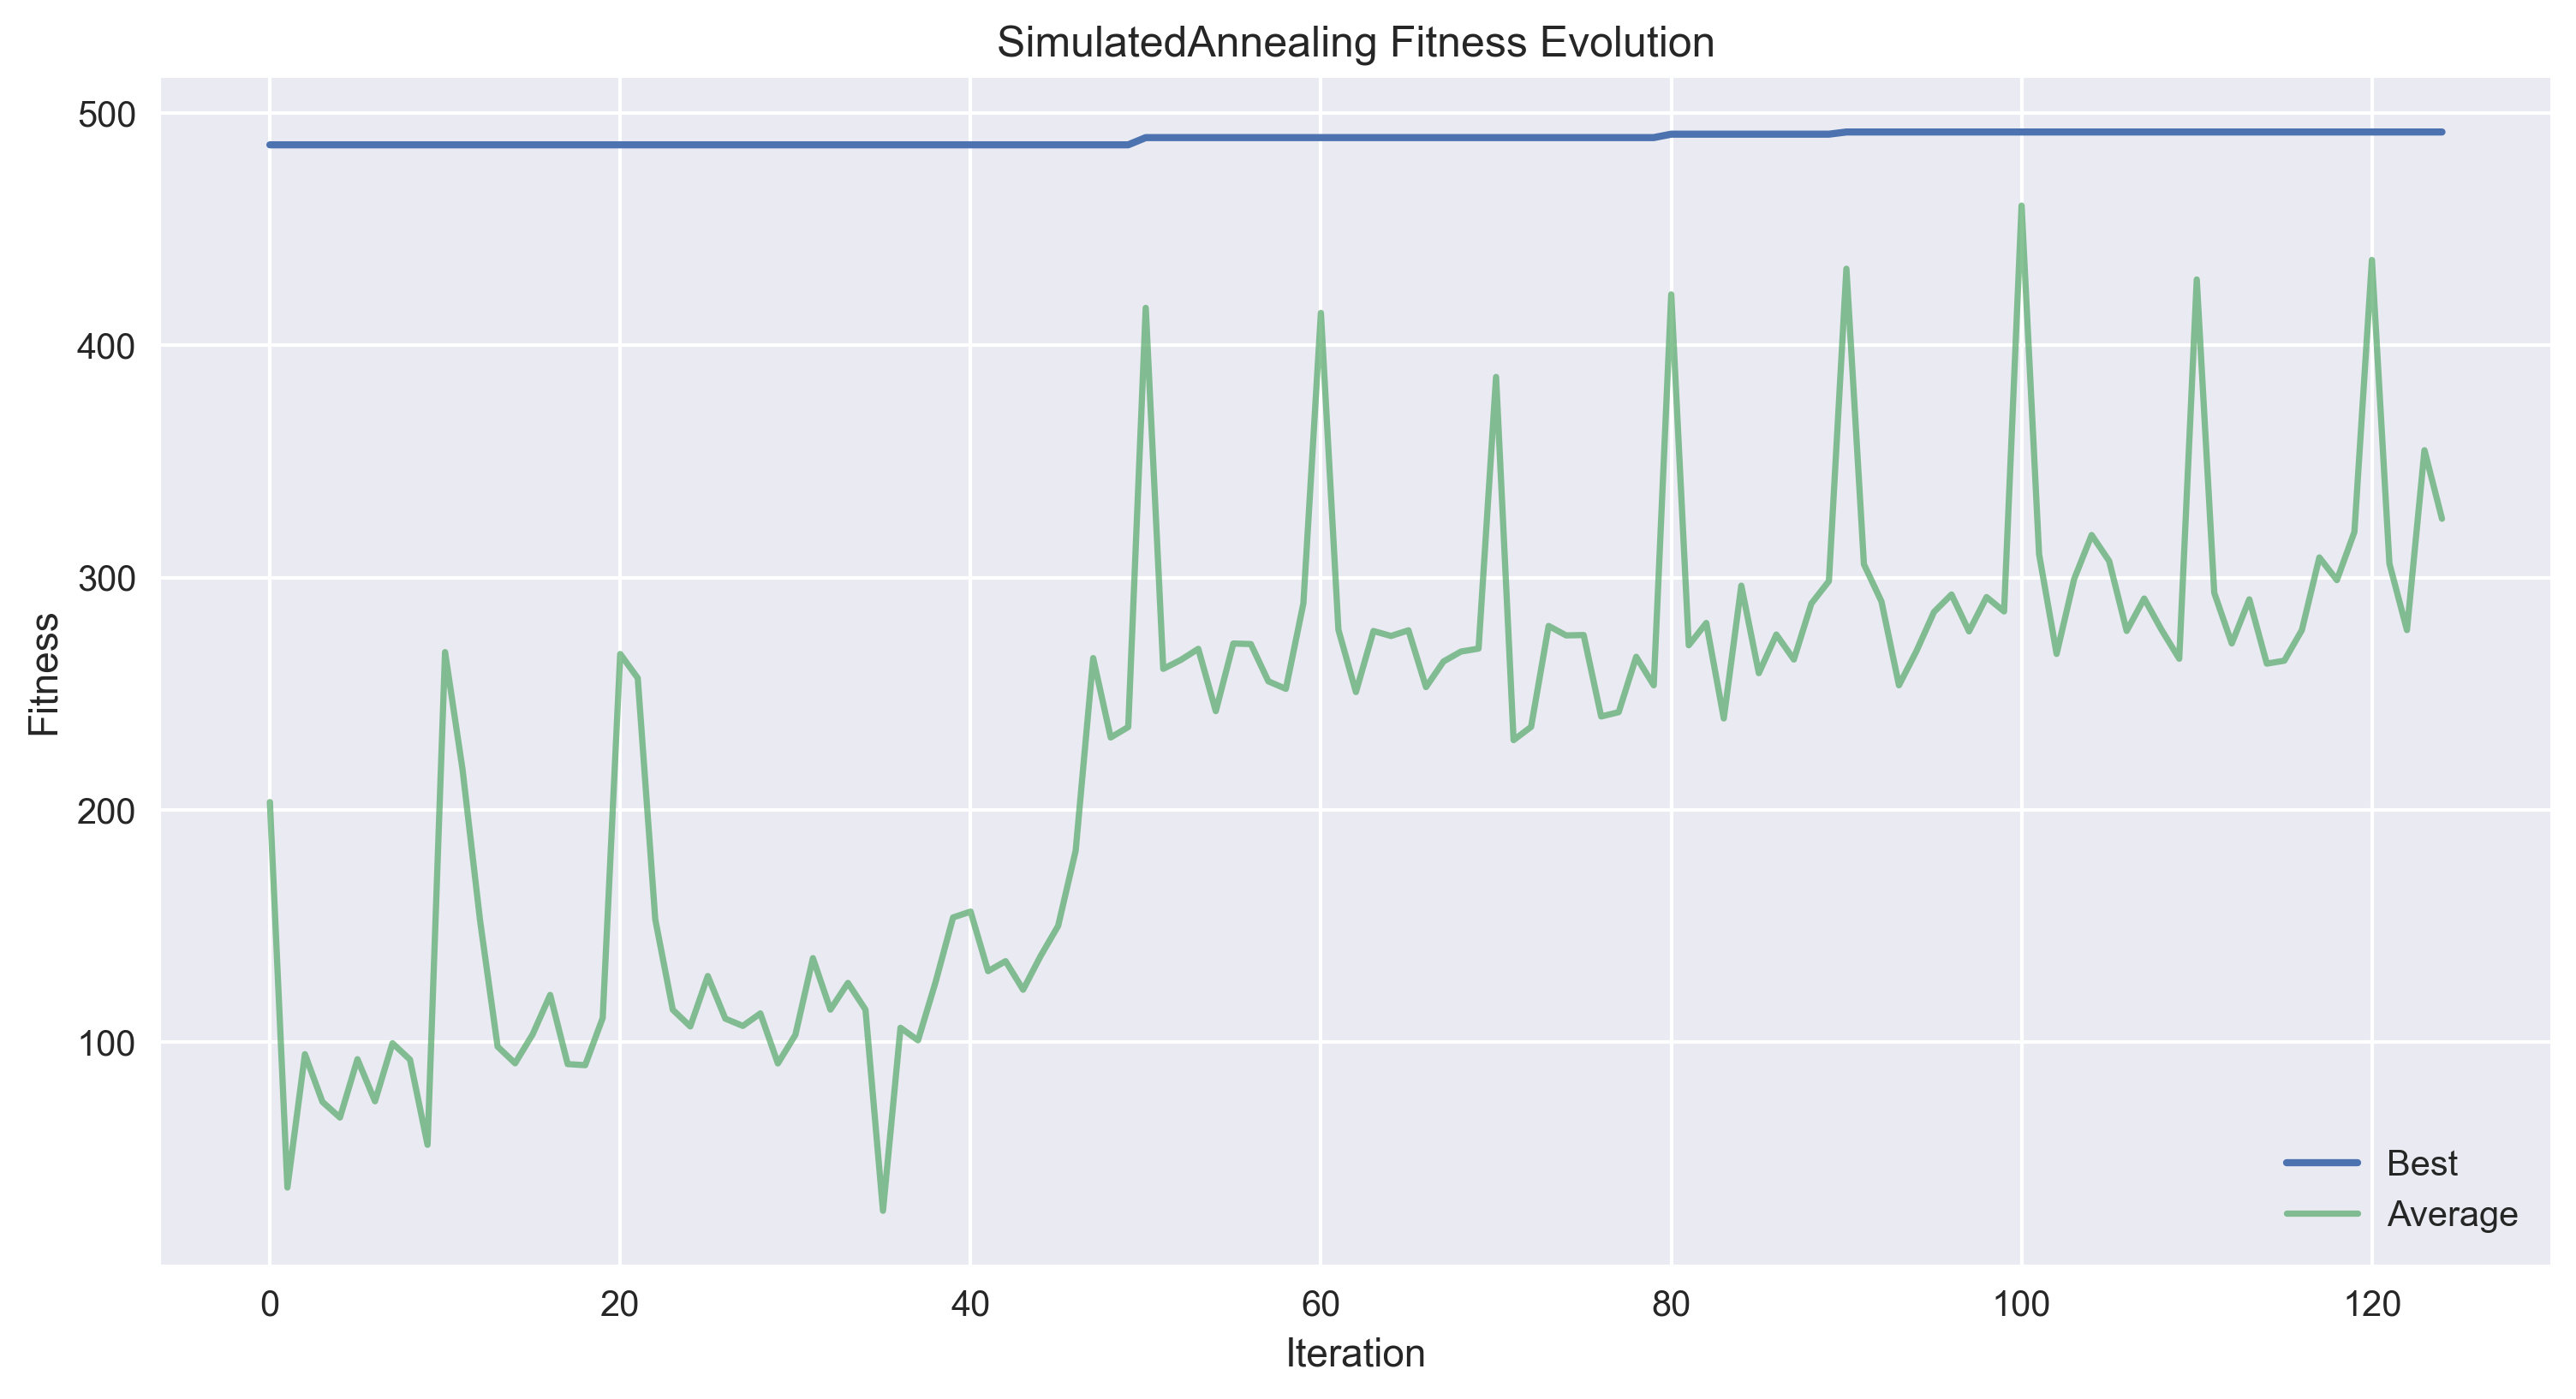 SimulatedAnnealing Fitness Evolution
500
400
300
200
100
Fitness
0 20 40 60 80 100 120
Iteration
Best
Average